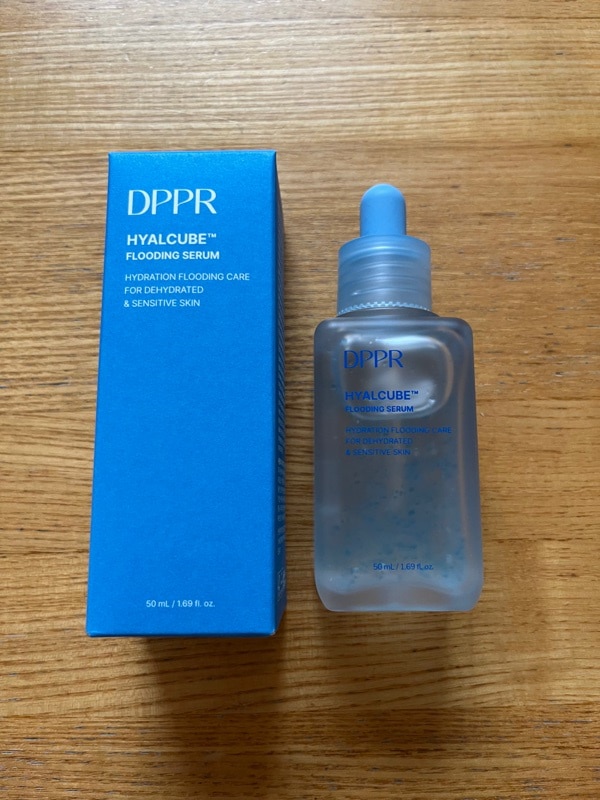 DPPR
HYALCUBE™
FLOODING SERUM
HYDRATION FLOODING CARE
FOR DEHYDRATED
& SENSITIVE SKIN
50 mL / 1.69 fl. oz.
DPPR
HYALCUBE™
FLOODING SERUM
HYDRATION FLOODING CARE
FOR DEHYDRATED
& SENSITIVE SKIN
50 mL / 1.69 fl. oz.